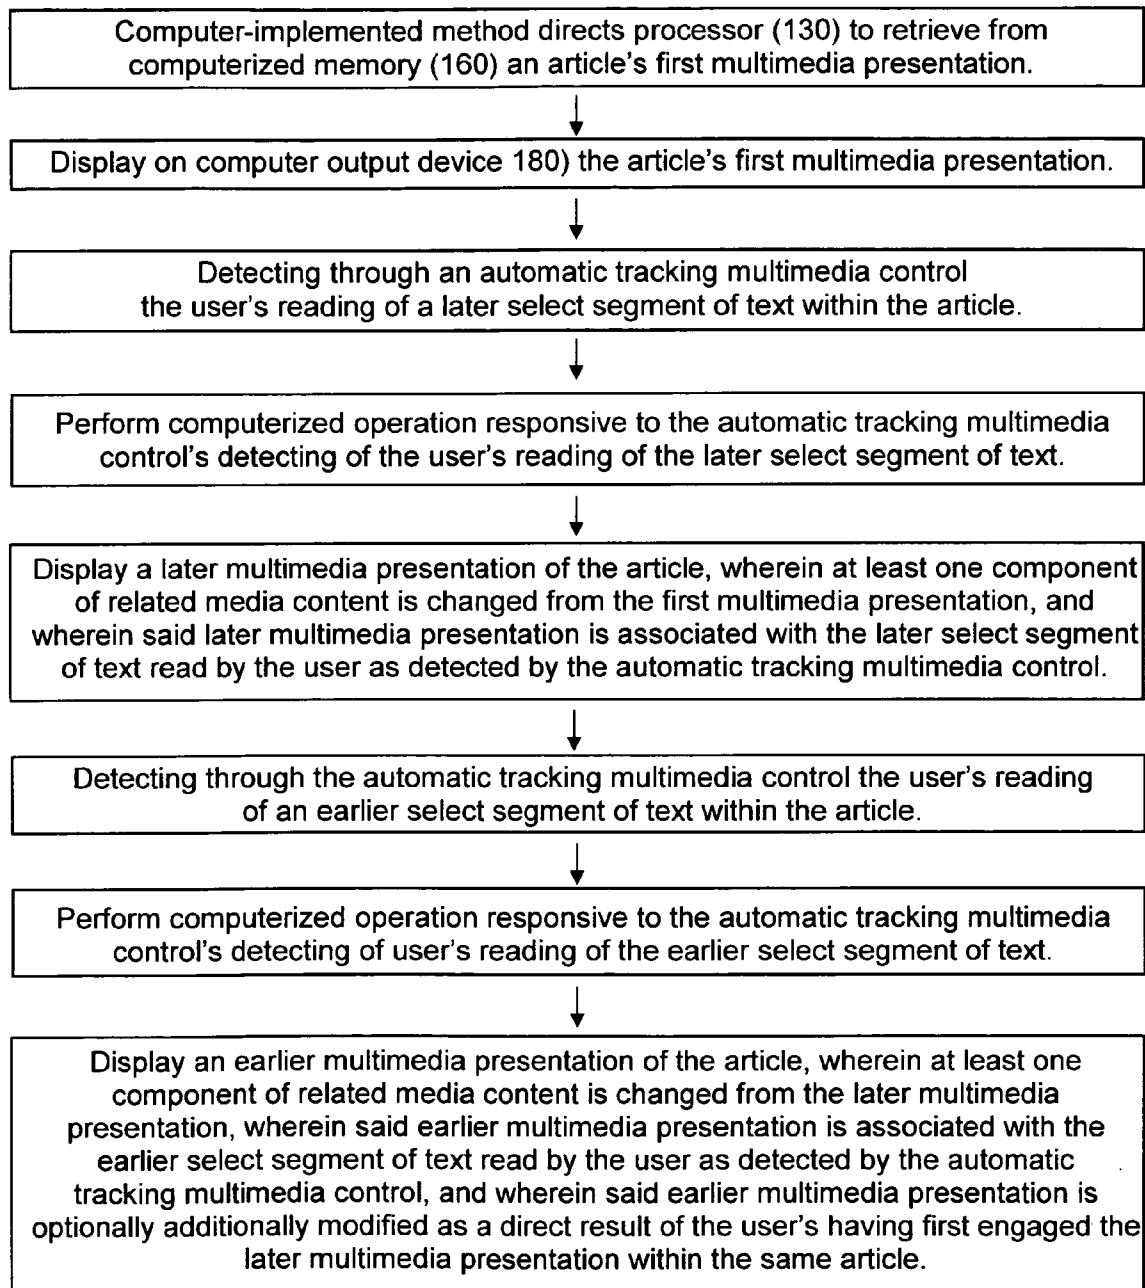 Computer-implemented method directs processor (130) to retrieve from
computerized memory (160) an article's first multimedia presentation.
Display on computer output device 180) the article's first multimedia presentation.
Detecting through an automatic tracking multimedia control
the user's reading of a later select segment of text within the article.
Perform computerized operation responsive to the automatic tracking multimedia
control's detecting of the user's reading of the later select segment of text.
Display a later multimedia presentation of the article, wherein at least one component
of related media content is changed from the first multimedia presentation, and
wherein said later multimedia presentation is associated with the later select segment
of text read by the user as detected by the automatic tracking multimedia control.
Detecting through the automatic tracking multimedia control the user's reading
of an earlier select segment of text within the article.
Perform computerized operation responsive to the automatic tracking multimedia
control's detecting of user's reading of the earlier select segment of text.
Display an earlier multimedia presentation of the article, wherein at least one
component of related media content is changed from the later multimedia
presentation, wherein said earlier multimedia presentation is associated with the
earlier select segment of text read by the user as detected by the automatic
tracking multimedia control, and wherein said earlier multimedia presentation is
optionally additionally modified as a direct result of the user's having first engaged the
later multimedia presentation within the same article.